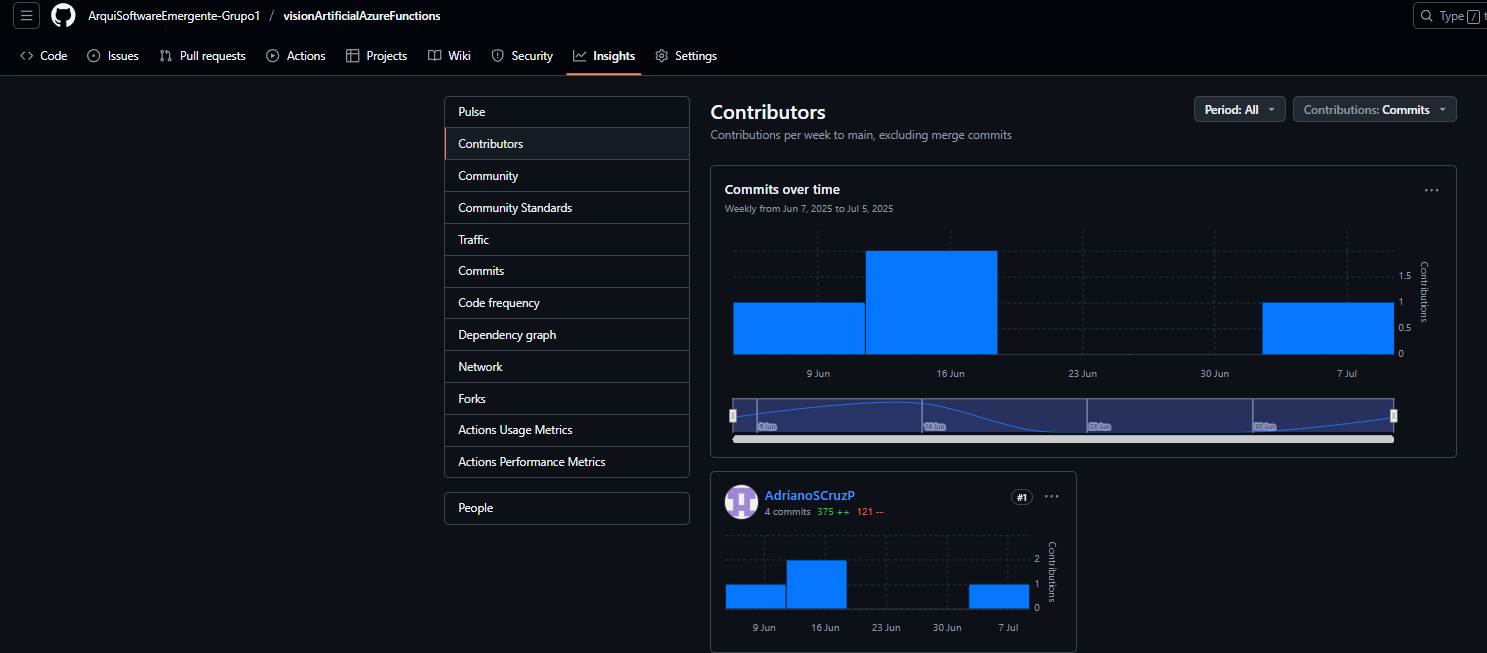 ArquiSoftwareEmergente-Grupo1 / visionArtificialAzureFunctions
Type / t
Code Issues Pull requests Actions Projects Wiki Security Insights Settings
Pulse
Contributors
Community
Community Standards
Traffic
Commits
Code frequency
Dependency graph
Network
Forks
Actions Usage Metrics
Actions Performance Metrics
People
Contributors
Period: All
Contributions: Commits
Contributions per week to main, excluding merge commits
Commits over time
Weekly from Jun 7, 2025 to Jul 5, 2025
1.5
1
0.5
0
Contributions
9 Jun 16 Jun 23 Jun 30 Jun 7 Jul
9 Jun 16 Jun 23 Jun 30 Jun
AdrianoSCruzP
#1
4 commits 375 ++ 121 --
2
1
0
Contributions
9 Jun 16 Jun 23 Jun 30 Jun 7 Jul